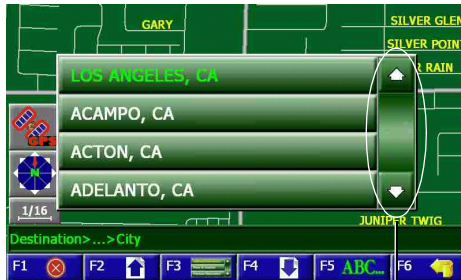 GARY
SILVER GLEN
SILVER POINT
R RAIN
LOS ANGELES, CA
ACAMPO, CA
ACTON, CA
ADELANTO, CA
GPS
N
1/16
JUNIPER TWIG
Destination>...>City
F1 F2 F3 F4 F5 ABC... F6